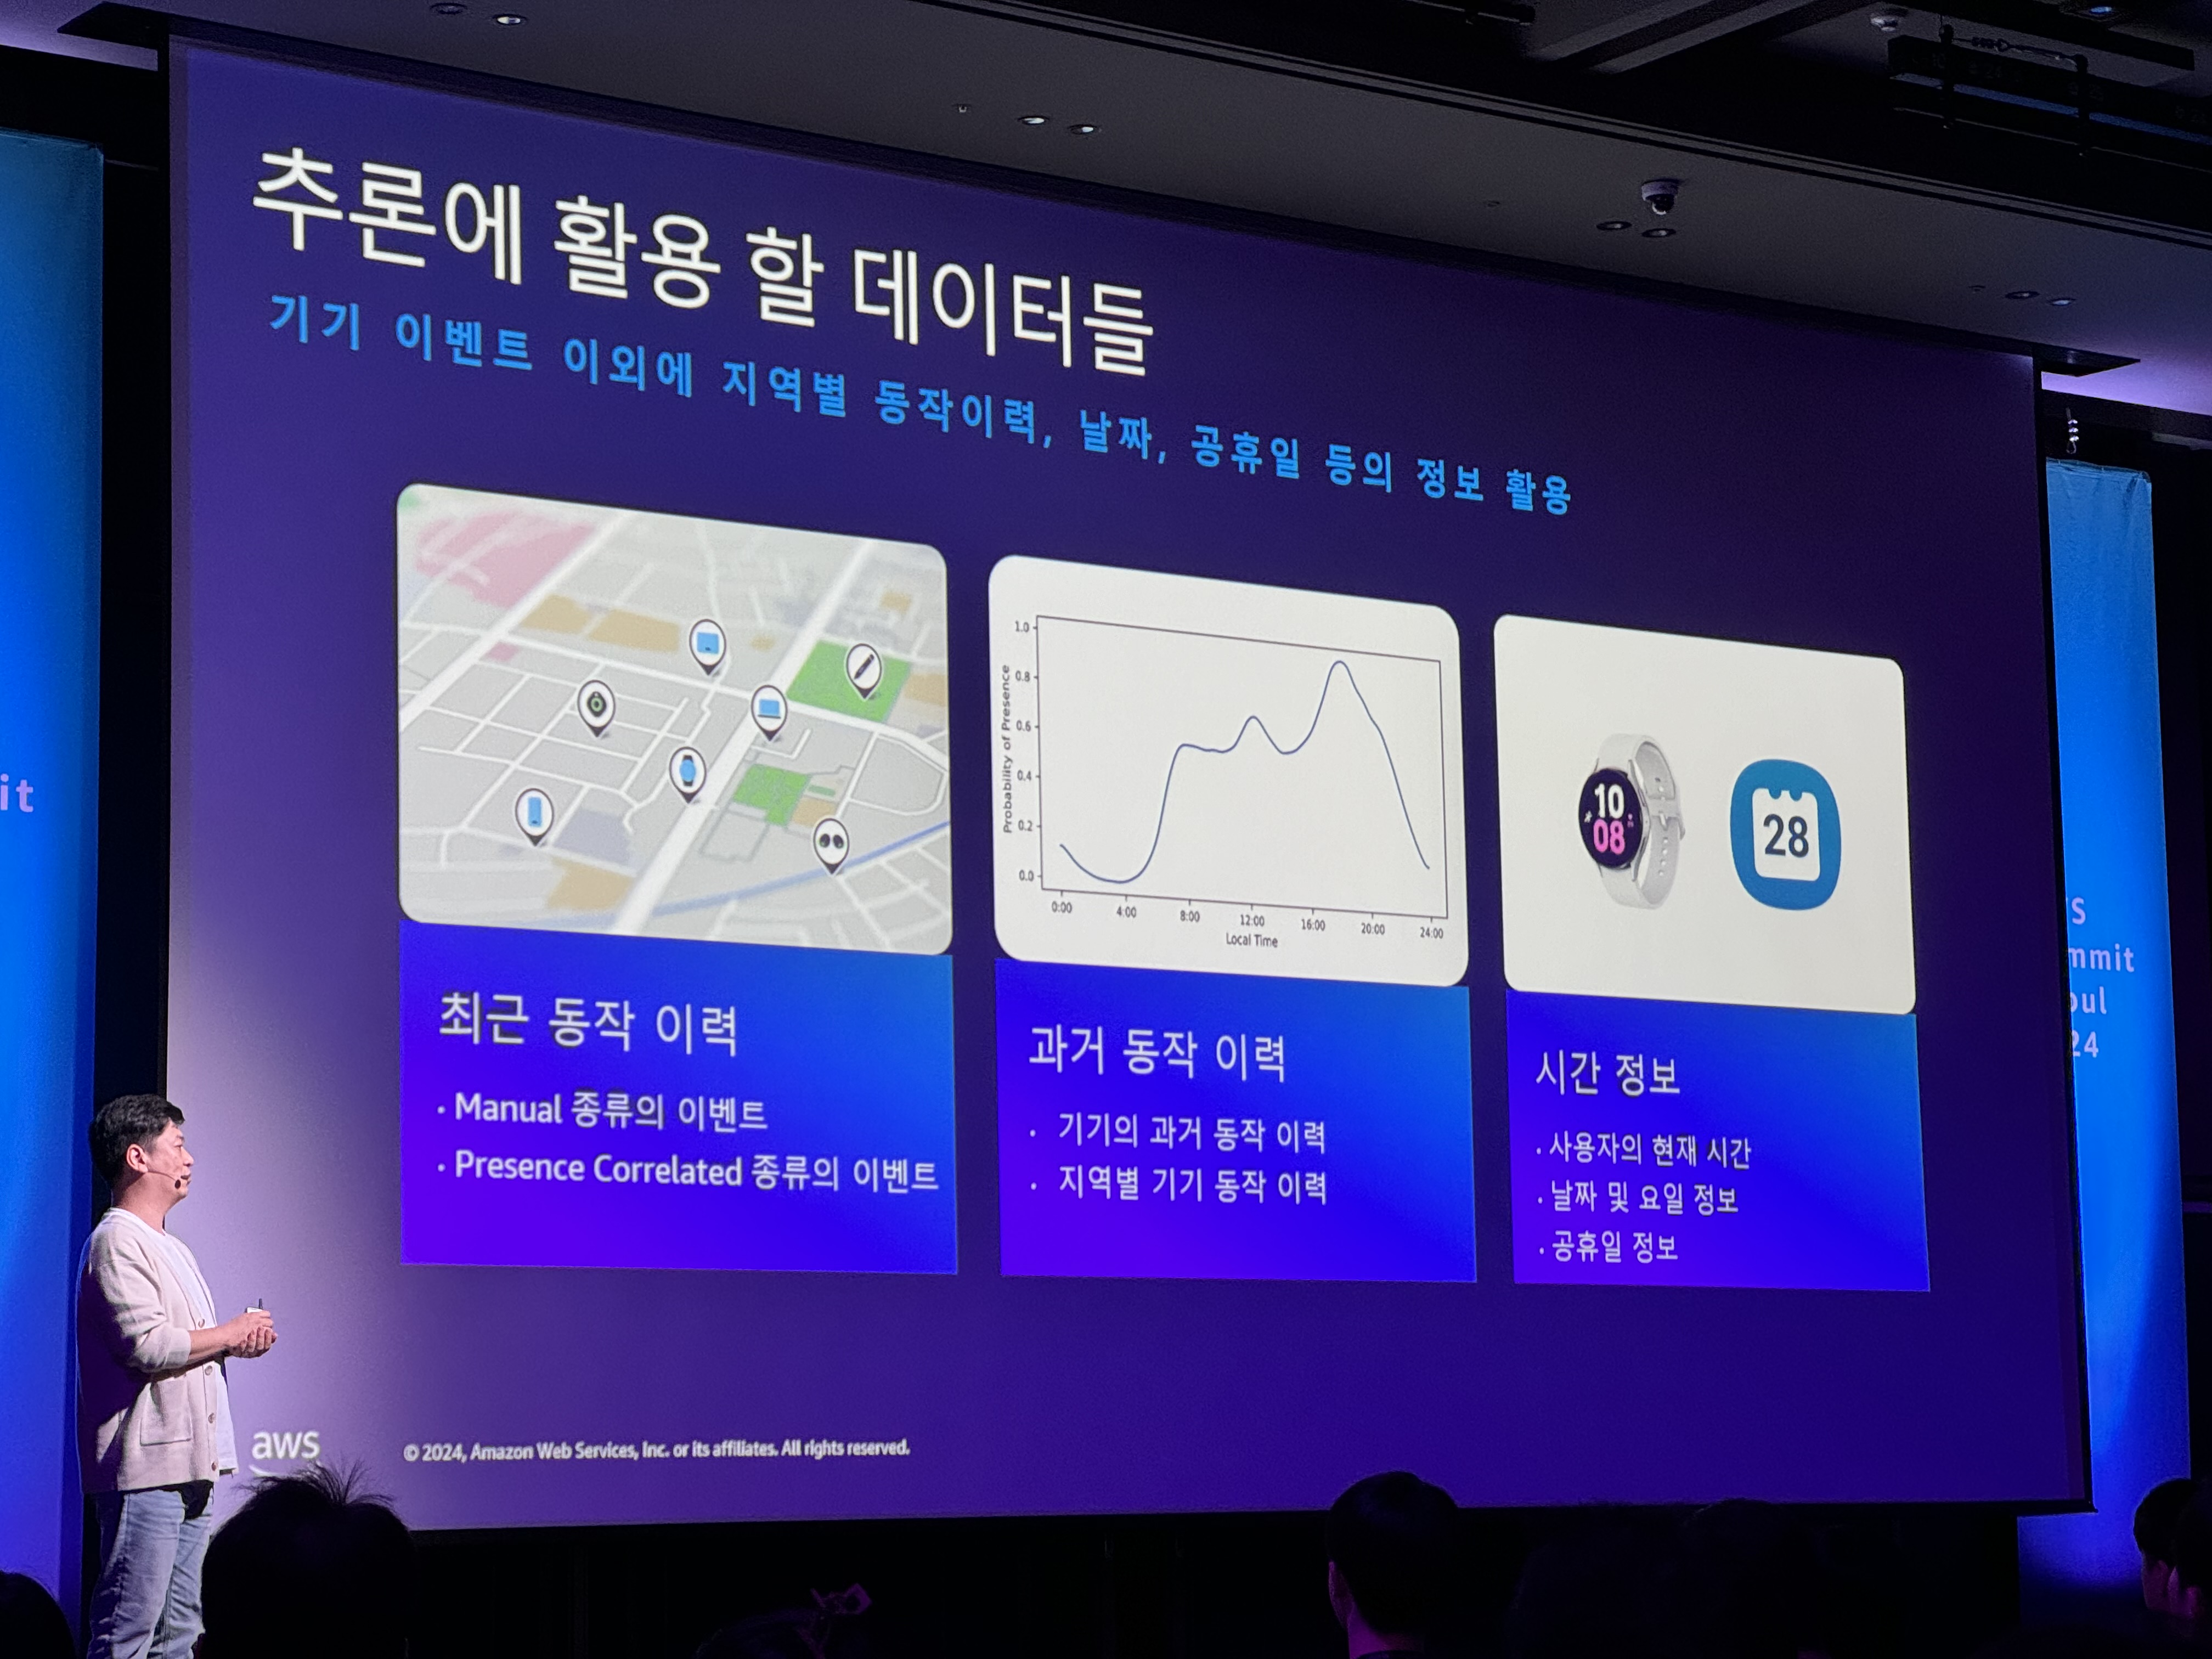 추론에 활용 할 데이터들
기기 이벤트 이외에 지역별 동작이력, 날짜, 공휴일 등의 정보 활용
1.0
0.8
0.6
0.4
0.2
0.0
Probability of Presence
0:00 4:00 8:00 12:00 16:00 20:00 24:00
Local Time
10
08
28
최근 동작 이력
· Manual 종류의 이벤트
· Presence Correlated 종류의 이벤트
과거 동작 이력
· 기기의 과거 동작 이력
· 지역별 기기 동작 이력
시간 정보
· 사용자의 현재 시간
· 날짜 및 요일 정보
· 공휴일 정보
aws
© 2024, Amazon Web Services, Inc. or its affiliates. All rights reserved.
it
S
mmit
oul
24